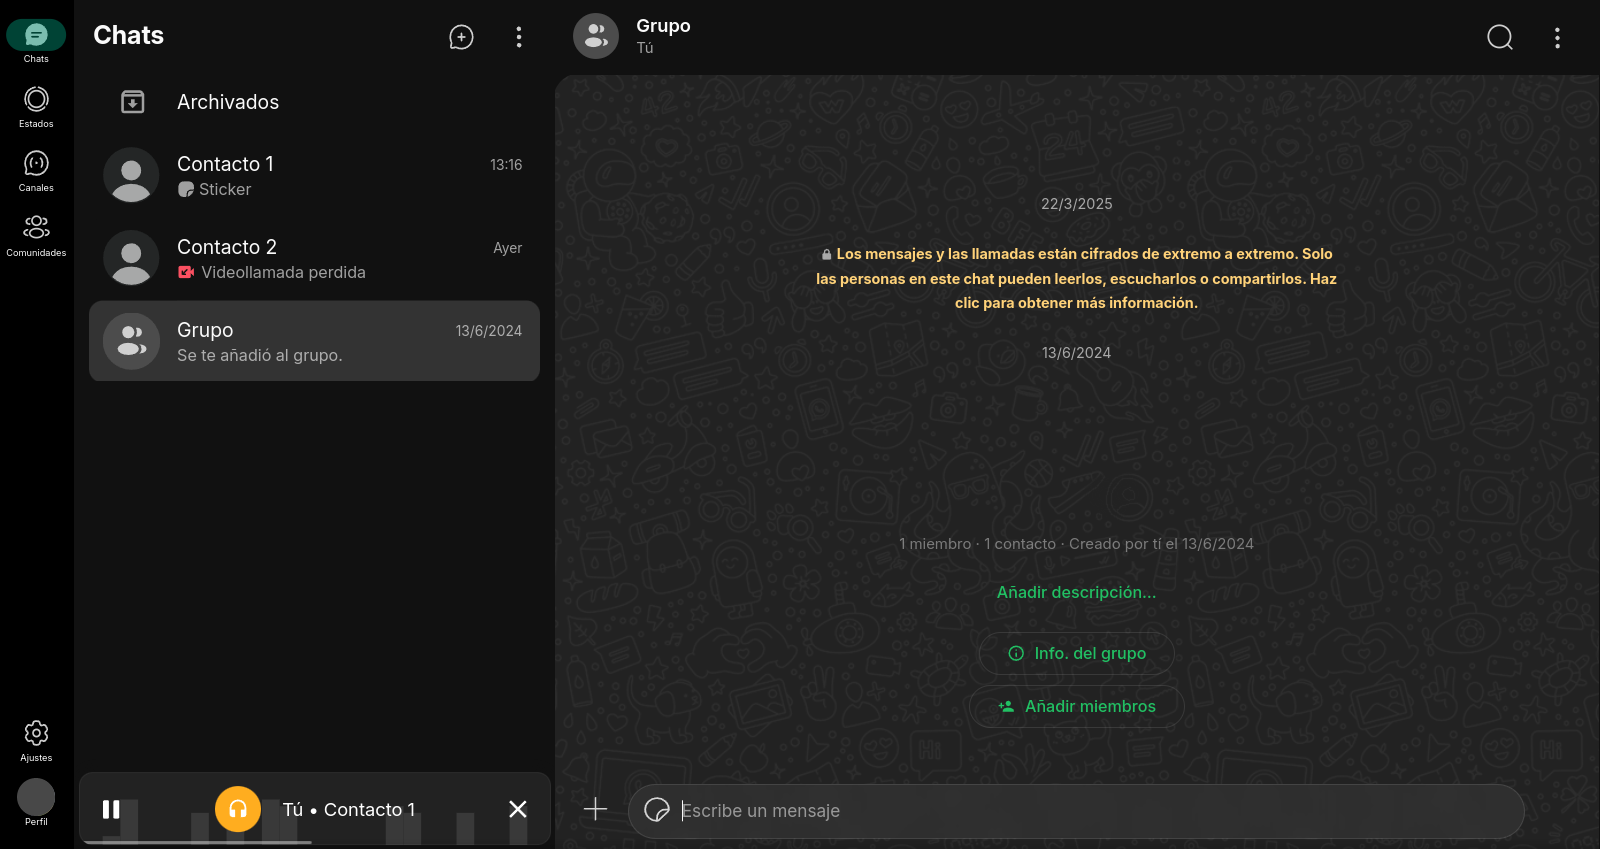 Chats
Estados
Canales
Comunidades
Ajustes
Perfil
Chats
Archivados
Contacto 1
13:16
Sticker
Contacto 2
Ayer
Videollamada perdida
Grupo
13/6/2024
Se te añadió al grupo.
Tú • Contacto 1
Grupo
Tú
22/3/2025
Los mensajes y las llamadas están cifrados de extremo a extremo. Solo
las personas en este chat pueden leerlos, escucharlos o compartirlos. Haz
clic para obtener más información.
13/6/2024
1 miembro · 1 contacto · Creado por tí el 13/6/2024
Añadir descripción...
Info. del grupo
Añadir miembros
Escribe un mensaje